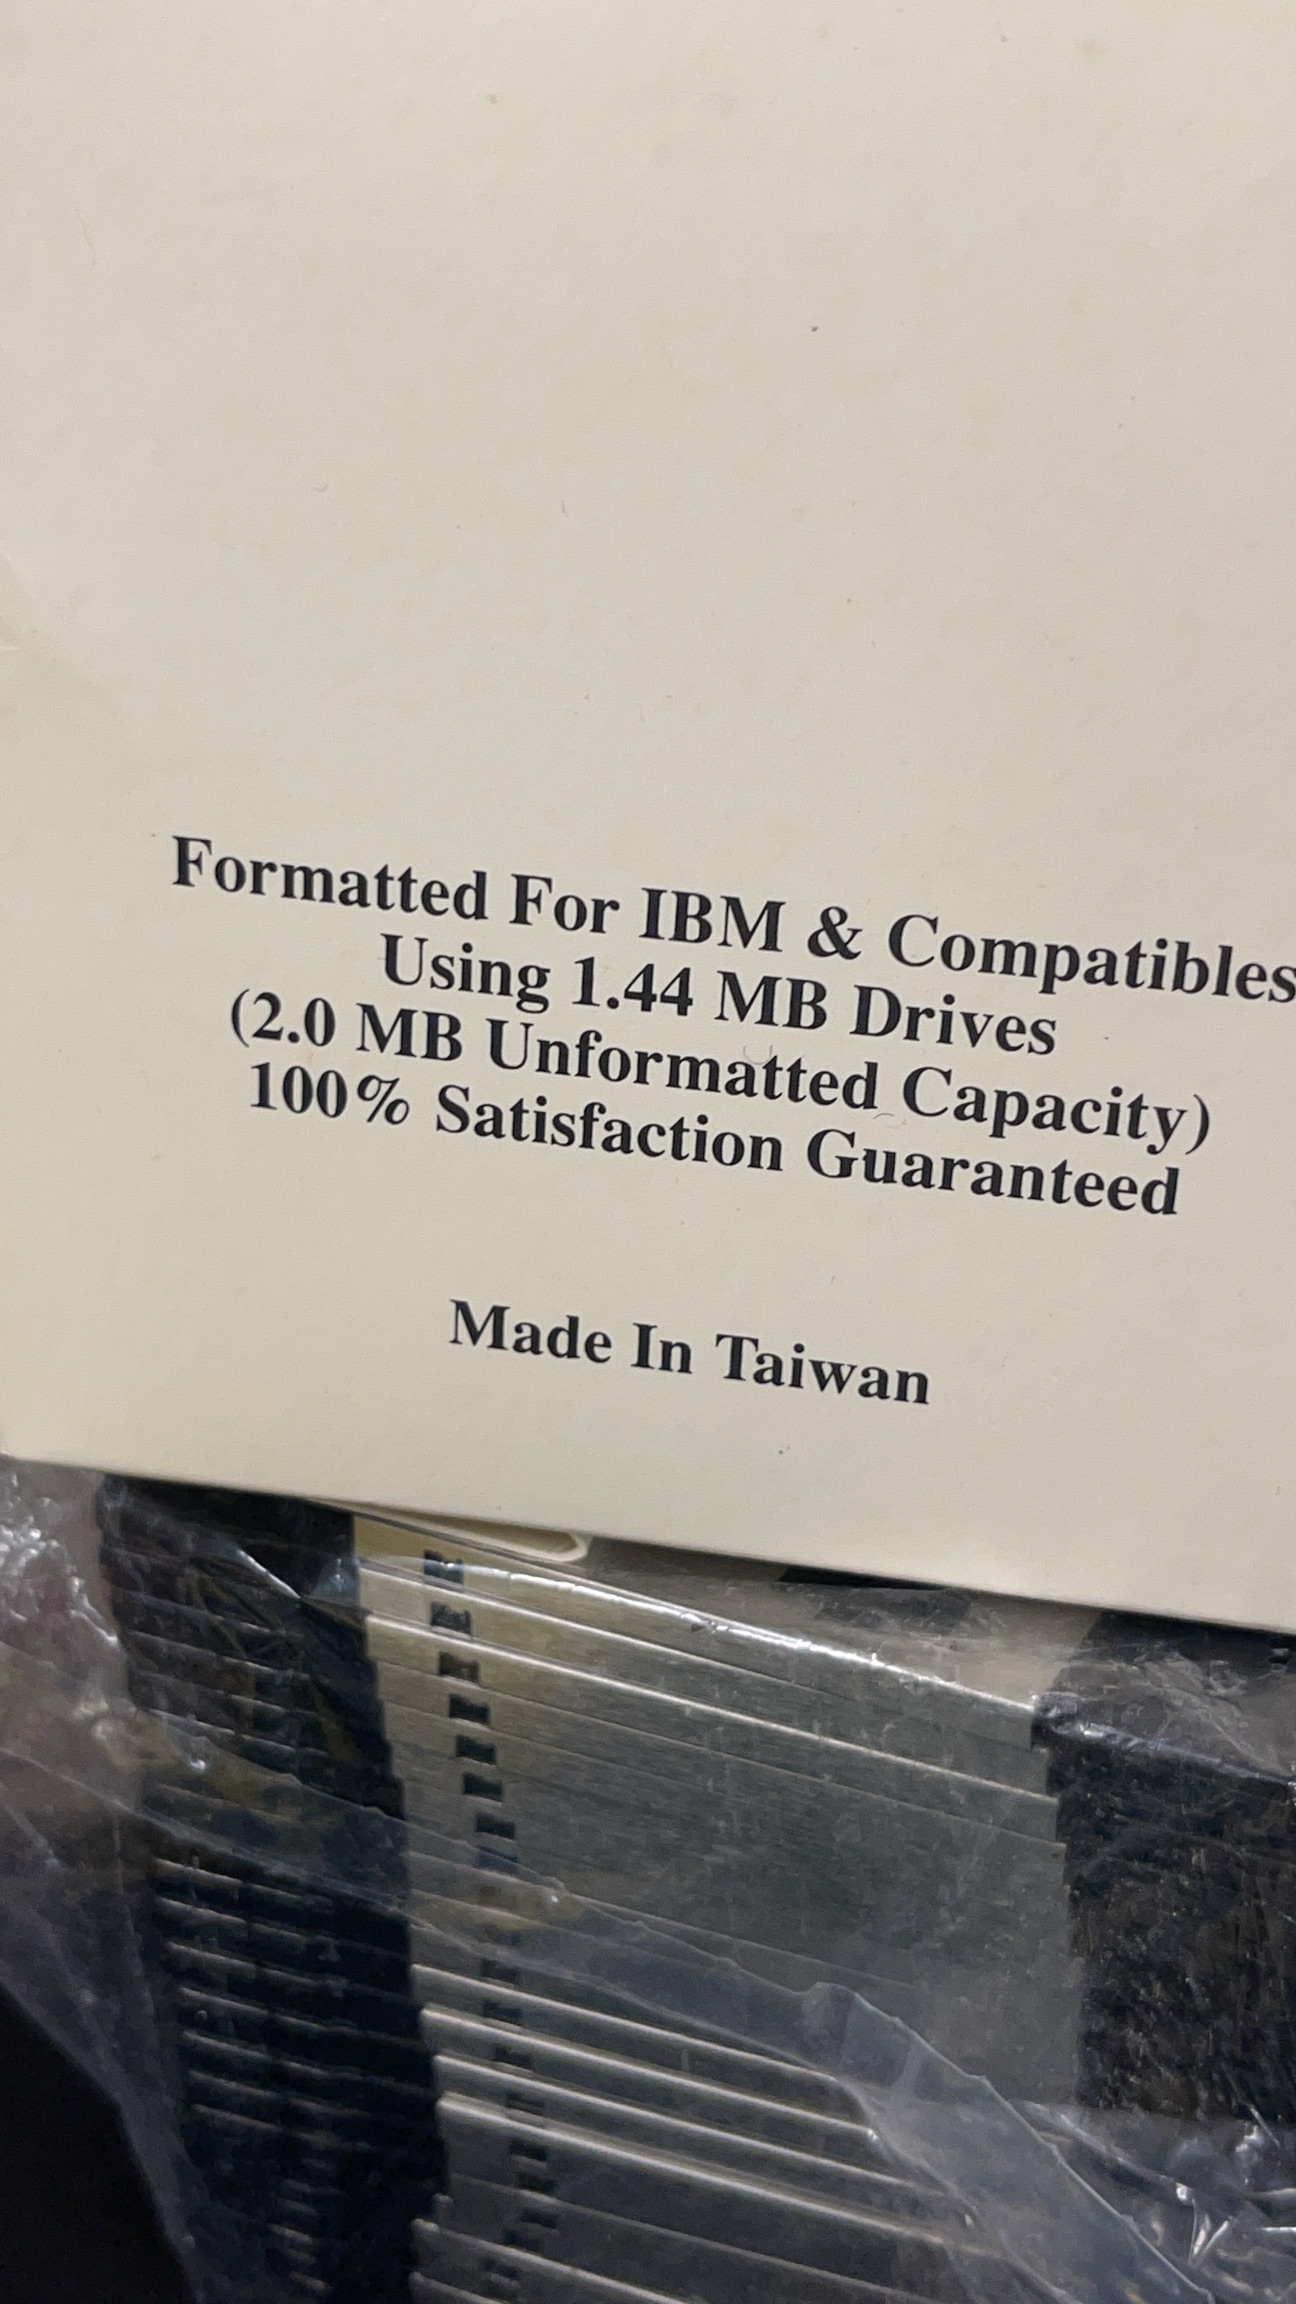 Formatted For IBM & Compatibles
Using 1.44 MB Drives
(2.0 MB Unformatted Capacity)
100% Satisfaction Guaranteed
Made In Taiwan